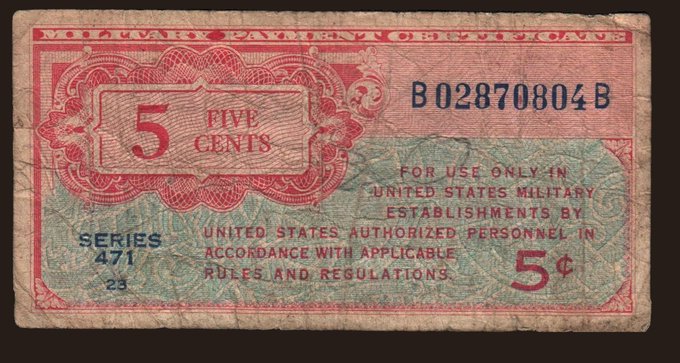 MILITARY PAYMENT CERTIFICATE
5 FIVE CENTS
B02870804B
FOR USE ONLY IN
UNITED STATES MILITARY
ESTABLISHMENTS BY
UNITED STATES AUTHORIZED PERSONNEL IN
ACCORDANCE WITH APPLICABLE
RULES AND REGULATIONS.
SERIES
471
23
5¢